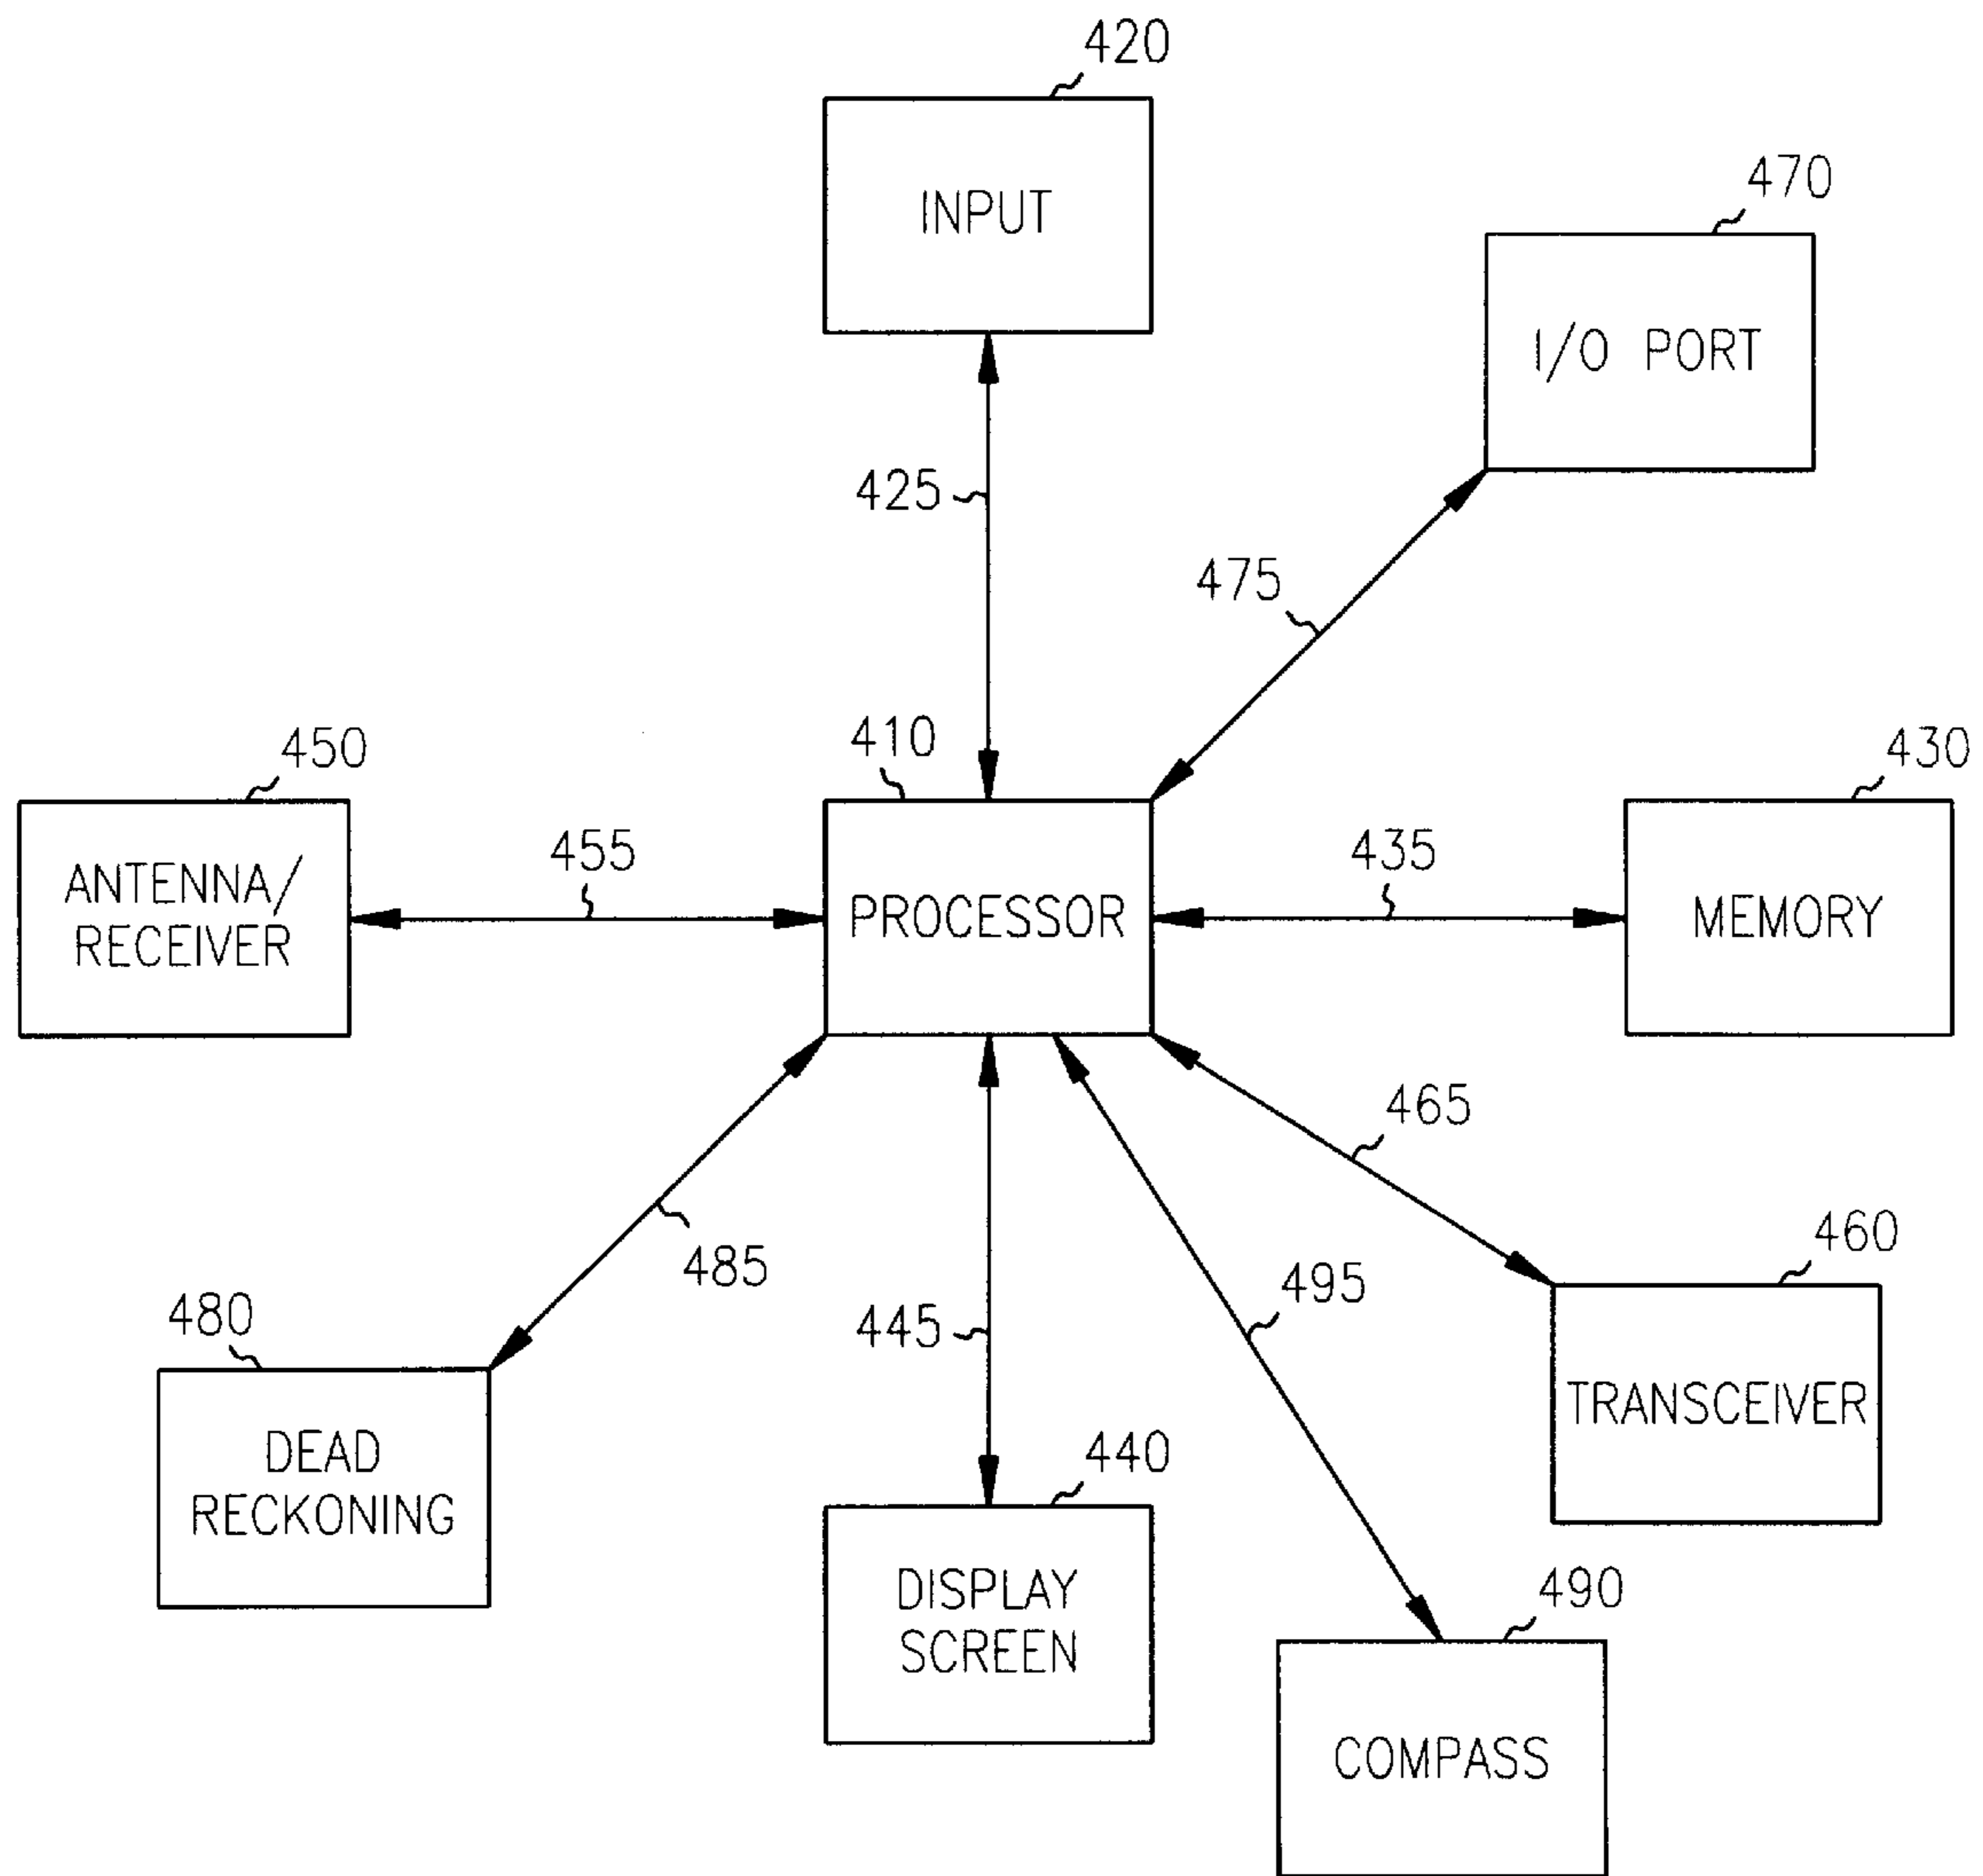 420
INPUT
470
I/O PORT
425
475
410
450
430
ANTENNA/
RECEIVER
455
PROCESSOR
435
MEMORY
465
460
485
495
480
445
TRANSCEIVER
DEAD
RECKONING
440
DISPLAY
SCREEN
490
COMPASS